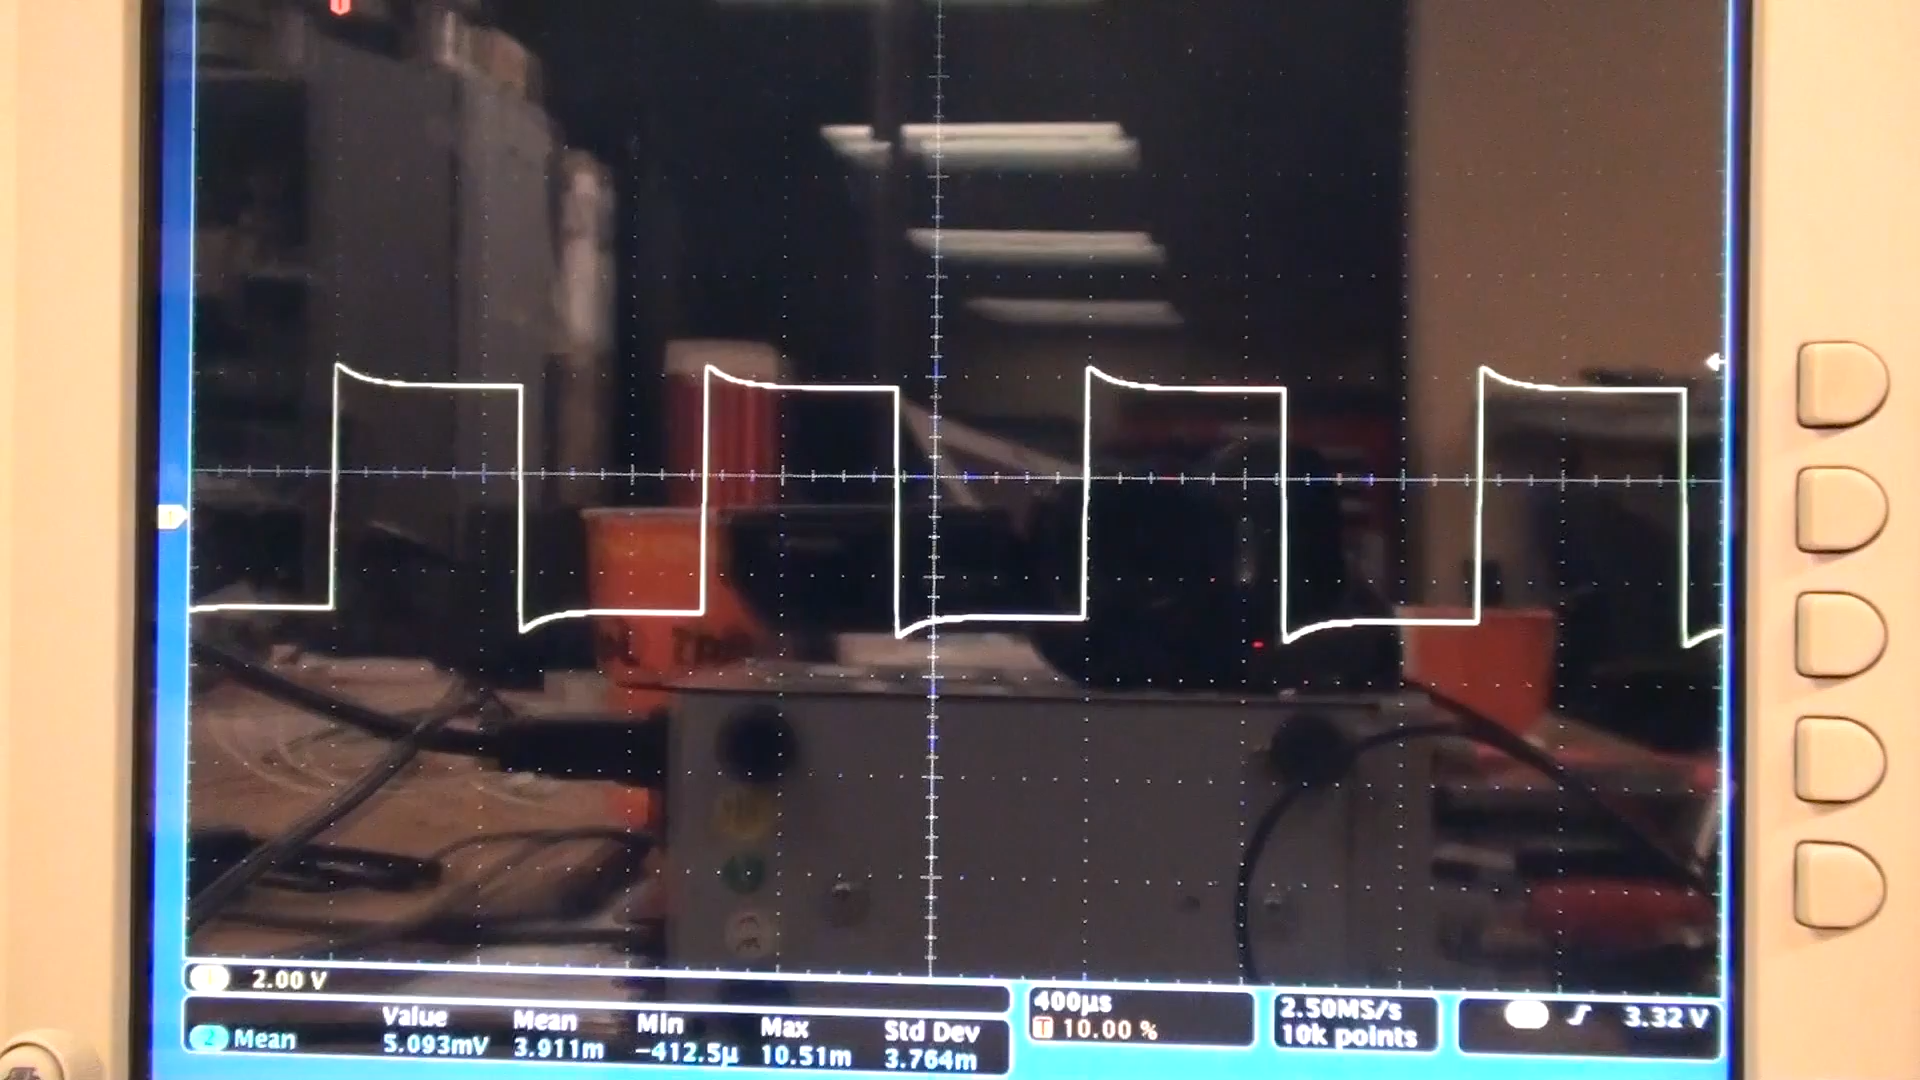 2.00 V
Value Mean Min Max Std Dev
2 Mean 5.093mV 3.911m −412.5μ 10.51m 3.764m
400μs
T 10.00 %
2.50MS/s
10k points
3.32 V